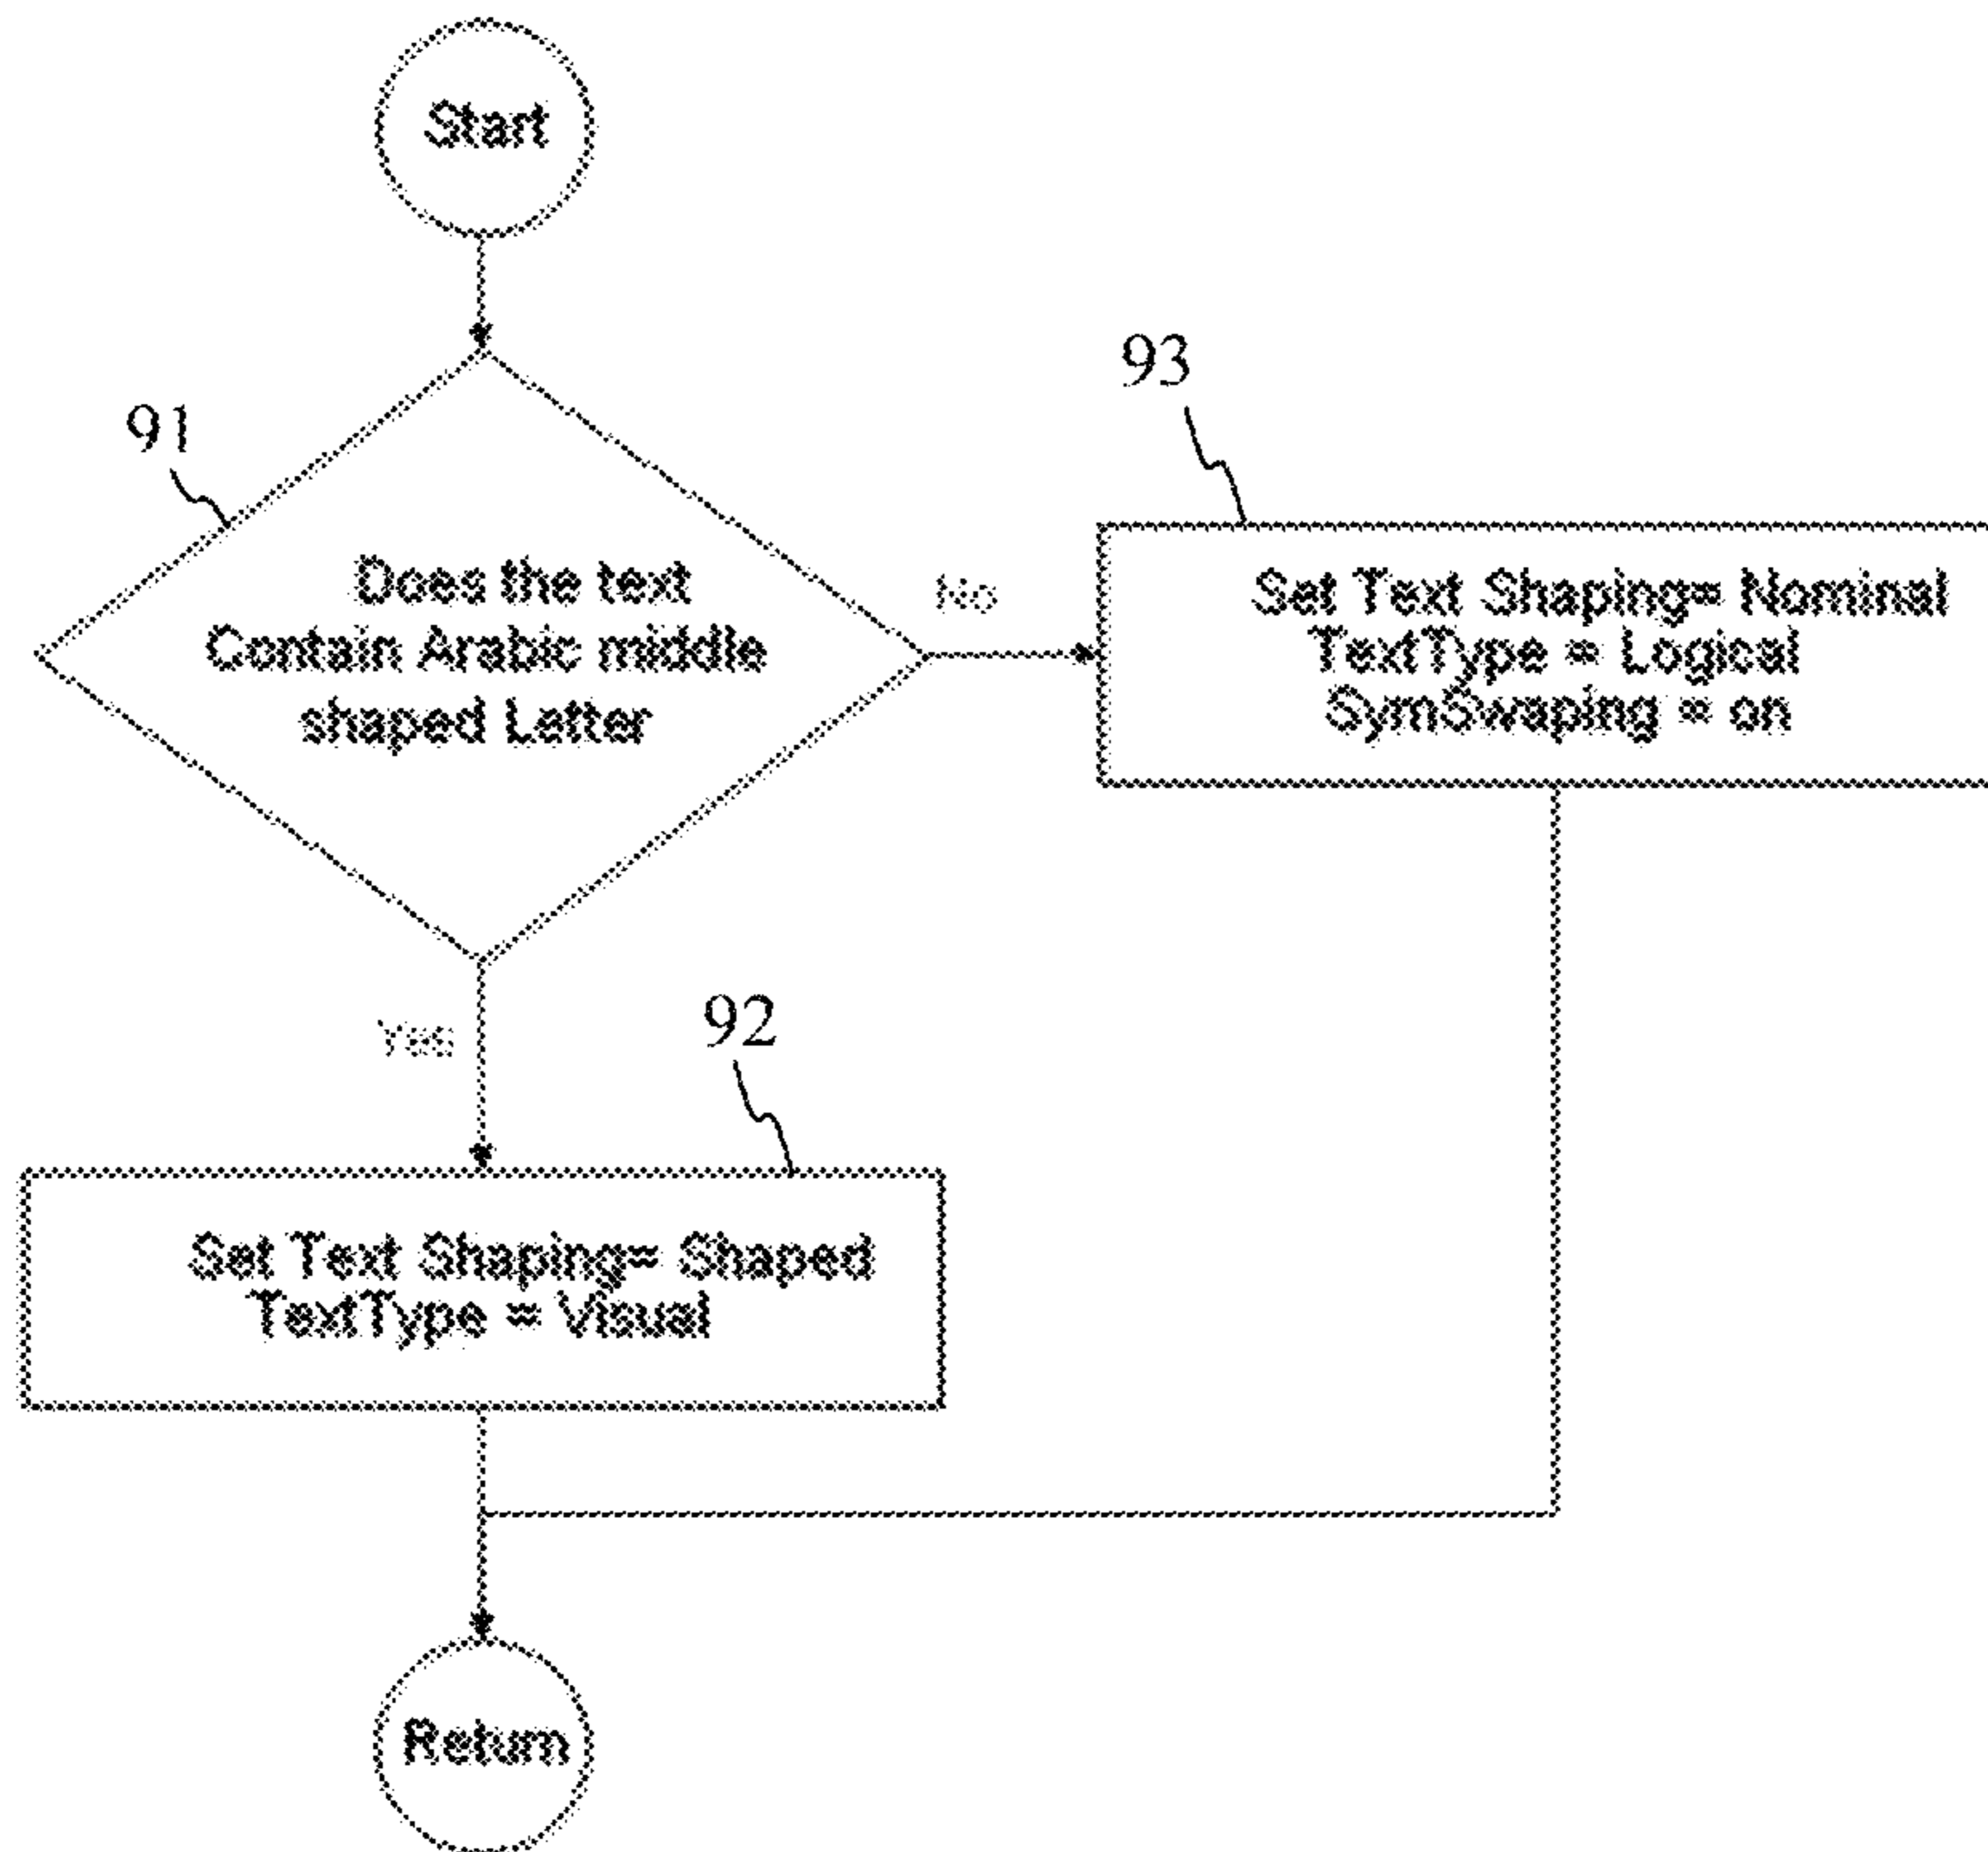 Start
91
Does the text
Contain Arabic middle
shaped Latter
No
93
Set Text Shaping= Nominal
TextType = Logical
SymSwaping = on
Yes
92
Set Text Shaping= Shaped
TextType = Visual
Return